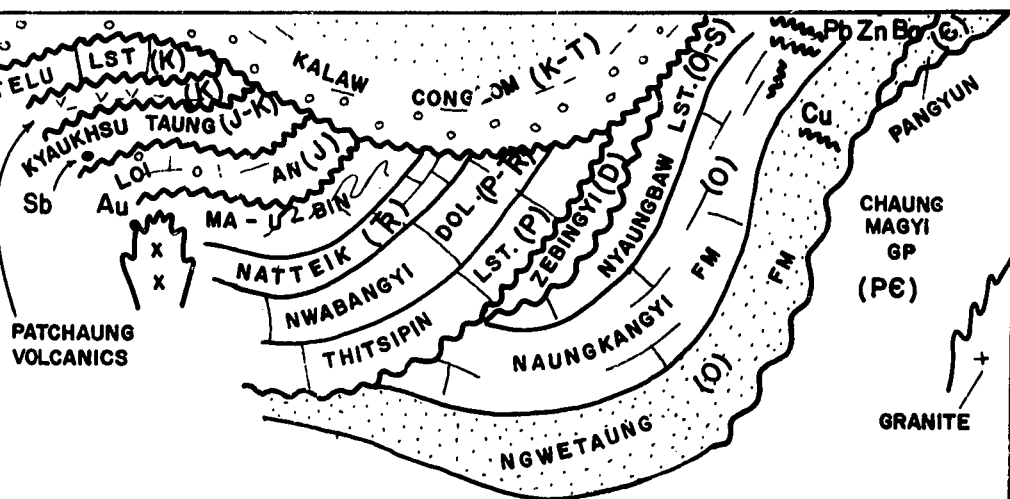 ELU LST (K)
(K)
KYAUKHSU TAUNG (J-K)
LOI AN (J)
Sb
Au
MA-U BIN
KALAW
CONG OM (K-T)
NATTEIK (R)
NWABANGYI DOL. (P-R)
THITSIPIN LST. (P)
ZEBINGYI (D)
NYAUNGBAW LST. (O-S)
NAUNGKANGYI FM (O)
NGWETAUNG (O) FM
Pb Zn Ba (Є)
Cu
PANGYUN
CHAUNG
MAGYI
GP
(PЄ)
X
X
PATCHAUNG
VOLCANICS
+
GRANITE